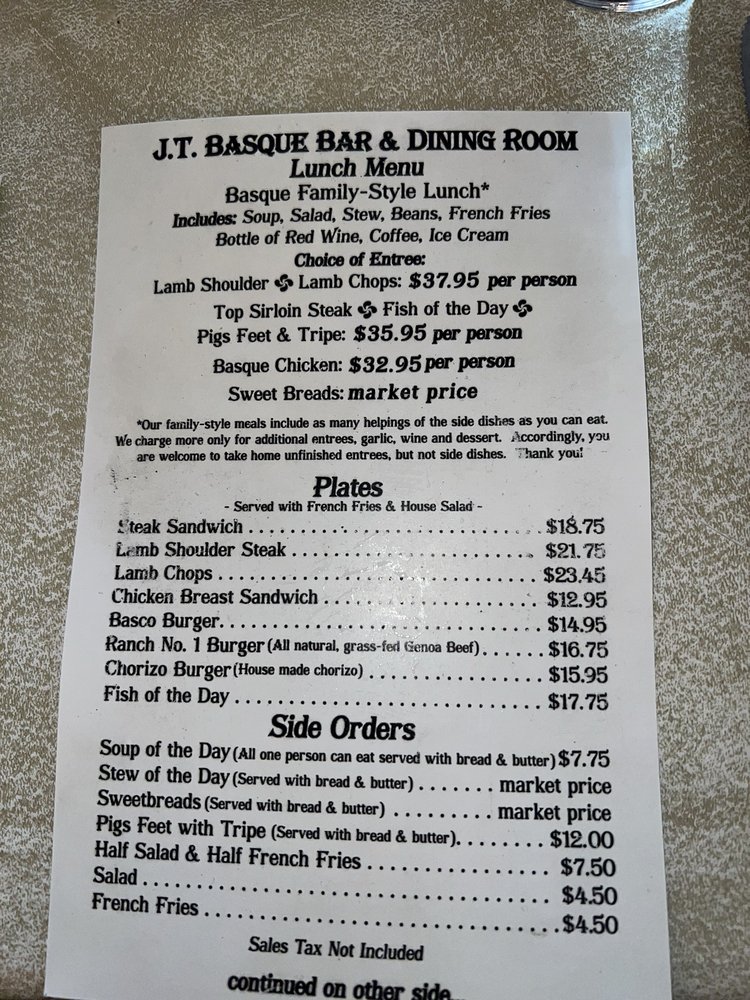 J.T. BASQUE BAR & DINING ROOM
Lunch Menu
Basque Family-Style Lunch*
Includes: Soup, Salad, Stew, Beans, French Fries
Bottle of Red Wine, Coffee, Ice Cream
Choice of Entree:
Lamb Shoulder Lamb Chops: $37.95 per person
Top Sirloin Steak Fish of the Day
Pigs Feet & Tripe: $35.95 per person
Basque Chicken: $32.95 per person
Sweet Breads: market price
*Our family-style meals include as many helpings of the side dishes as you can eat.
We charge more only for additional entrees, garlic, wine and dessert. Accordingly, you
are welcome to take home unfinished entrees, but not side dishes. Thank you!
Plates
- Served with French Fries & House Salad -
Steak Sandwich . . . . . . . . . . . . . . . . . . . . . . . . . . . . . $18.75
Lamb Shoulder Steak . . . . . . . . . . . . . . . . . . . . . . . . . $21.75
Lamb Chops . . . . . . . . . . . . . . . . . . . . . . . . . . . . . . . . $23.45
Chicken Breast Sandwich . . . . . . . . . . . . . . . . . . . . . . $12.95
Basco Burger. . . . . . . . . . . . . . . . . . . . . . . . . . . . . . . . $14.95
Ranch No. 1 Burger (All natural, grass-fed Genoa Beef). . . . . . $16.75
Chorizo Burger (House made chorizo) . . . . . . . . . . . . . . . . . $15.95
Fish of the Day . . . . . . . . . . . . . . . . . . . . . . . . . . . . . . $17.75
Side Orders
Soup of the Day (All one person can eat served with bread & butter) $7.75
Stew of the Day (Served with bread & butter) . . . . . . . market price
Sweetbreads (Served with bread & butter) . . . . . . . . . market price
Pigs Feet with Tripe (Served with bread & butter). . . . . . . . . $12.00
Half Salad & Half French Fries . . . . . . . . . . . . . . . . . . $7.50
Salad . . . . . . . . . . . . . . . . . . . . . . . . . . . . . . . . . . . . . . . $4.50
French Fries . . . . . . . . . . . . . . . . . . . . . . . . . . . . . . . . . .$4.50
Sales Tax Not Included
continued on other side...